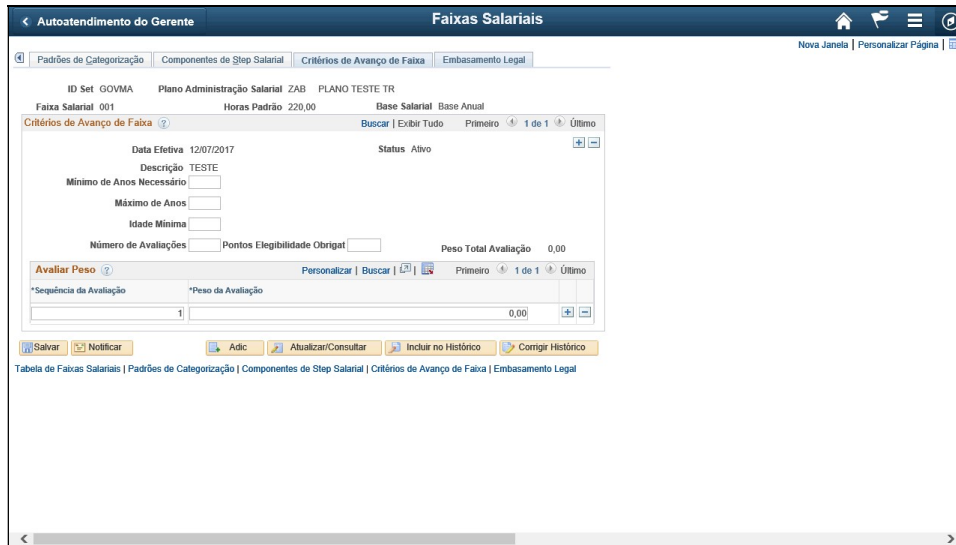 Autoatendimento do Gerente
Faixas Salariais
Nova Janela | Personalizar Página |
Padrões de Categorização
Componentes de Step Salarial
Critérios de Avanço de Faixa
Embasamento Legal
ID Set GOVMA Plano Administração Salarial ZAB PLANO TESTE TR
Faixa Salarial 001 Horas Padrão 220,00 Base Salarial Base Anual
Critérios de Avanço de Faixa ? Buscar | Exibir Tudo Primeiro 1 de 1 Último
Data Efetiva 12/07/2017 Status Ativo + -
Descrição TESTE
Mínimo de Anos Necessário
Máximo de Anos
Idade Mínima
Número de Avaliações Pontos Elegibilidade Obrigat Peso Total Avaliação 0,00
Avaliar Peso ? Personalizar | Buscar | | Primeiro 1 de 1 Último
*Sequência da Avaliação *Peso da Avaliação
1 0,00 + -
Salvar Notificar Adic Atualizar/Consultar Incluir no Histórico Corrigir Histórico
Tabela de Faixas Salariais | Padrões de Categorização | Componentes de Step Salarial | Critérios de Avanço de Faixa | Embasamento Legal